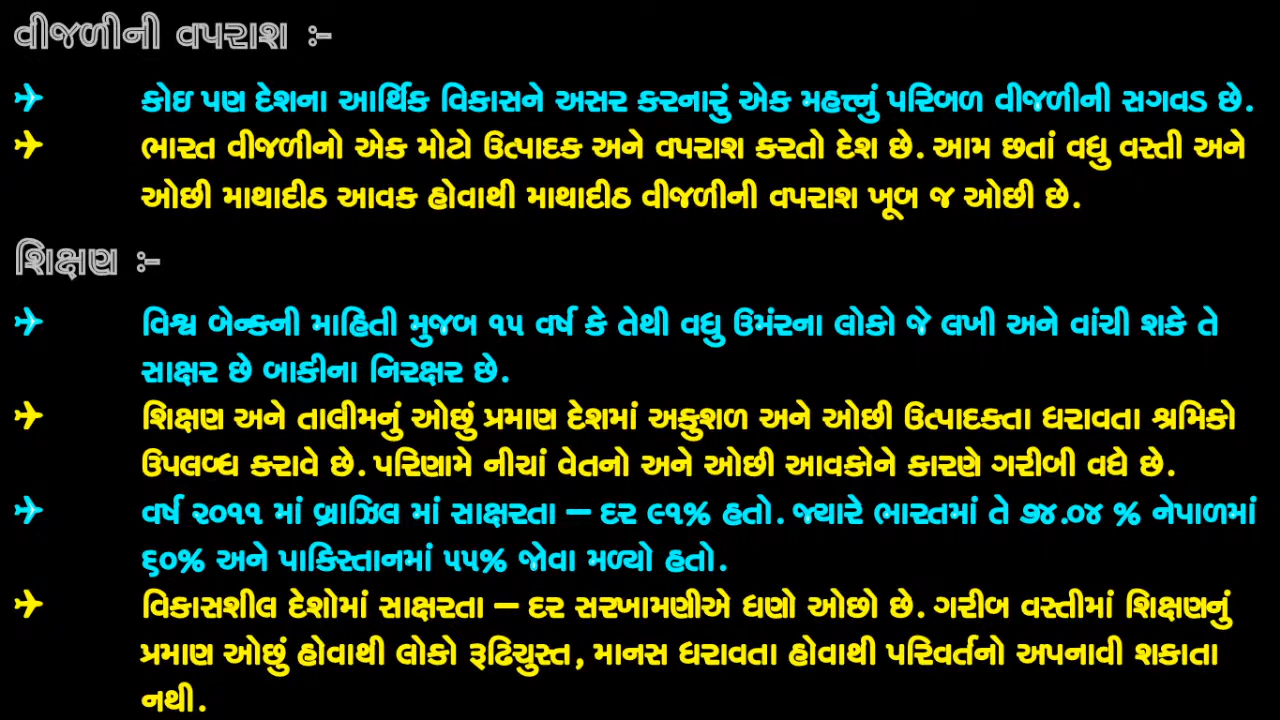 વીજળીની વપરાશ :-
કોઇ પણ દેશના આર્થિક વિકાસને અસર કરનારું એક મહત્ત્નું પરિબળ વીજળીની સગવડ છે.
ભારત વીજળીનો એક મોટો ઉત્પાદક અને વપરાશ કરતો દેશ છે. આમ છતાં વધુ વસ્તી અને
ઓછી માથાદીઠ આવક હોવાથી માથાદીઠ વીજળીની વપરાશ ખૂબ જ ઓછી છે.
શિક્ષણ :-
વિશ્વ બેન્કની માહિતી મુજબ ૧૫ વર્ષ કે તેથી વધુ ઉમંરના લોકો જે લખી અને વાંચી શકે તે
સાક્ષર છે બાકીના નિરક્ષર છે.
શિક્ષણ અને તાલીમનું ઓછું પ્રમાણ દેશમાં અકુશળ અને ઓછી ઉત્પાદક્તા ધરાવતા શ્રમિકો
ઉપલબ્ધ કરાવે છે. પરિણામે નીચાં વેતનો અને ઓછી આવકોને કારણે ગરીબી વધે છે.
વર્ષ ૨૦૧૧ માં બ્રાઝિલ માં સાક્ષરતા – દર ૯૧% હતો. જ્યારે ભારતમાં તે ૭૪.૦૪ % નેપાળમાં
૬૦% અને પાકિસ્તાનમાં ૫૫% જોવા મળ્યો હતો.
વિકાસશીલ દેશોમાં સાક્ષરતા – દર સરખામણીએ ધણો ઓછો છે. ગરીબ વસ્તીમાં શિક્ષણનું
પ્રમાણ ઓછું હોવાથી લોકો રૂઢિચુસ્ત, માનસ ધરાવતા હોવાથી પરિવર્તનો અપનાવી શકાતા
નથી.